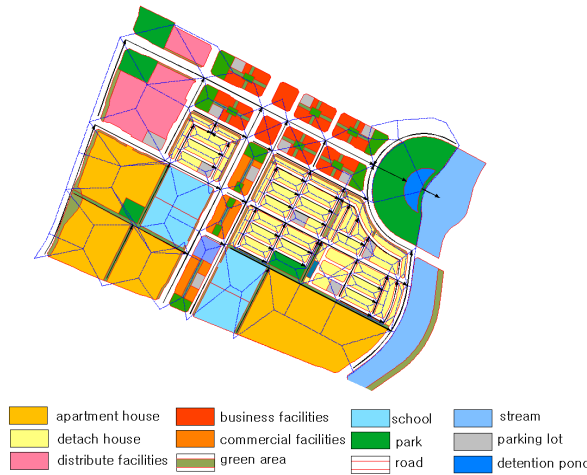 apartment house
business facilities
school
stream
detach house
commercial facilities
park
parking lot
distribute facilities
green area
road
detention pond